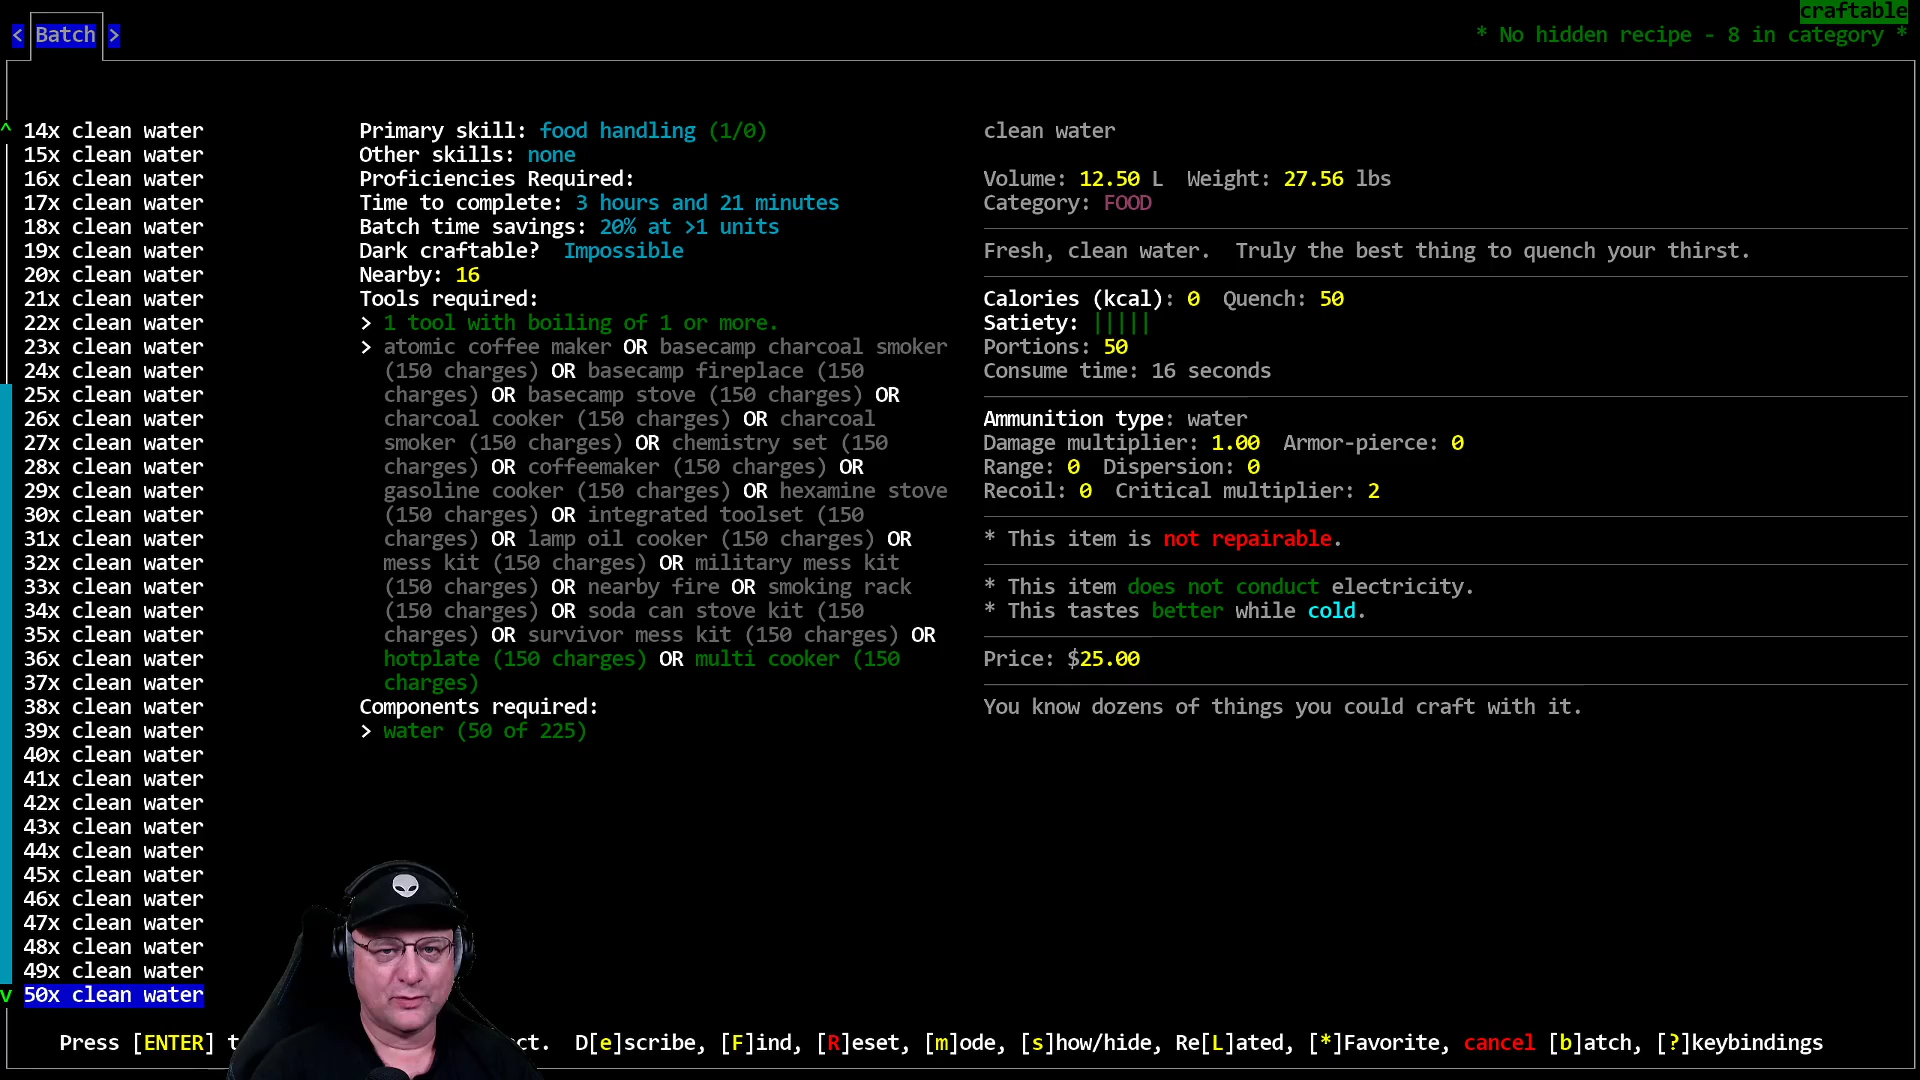 craftable
< Batch >
* No hidden recipe - 8 in category *
^ 14x clean water
15x clean water
16x clean water
17x clean water
18x clean water
19x clean water
20x clean water
21x clean water
22x clean water
23x clean water
24x clean water
25x clean water
26x clean water
27x clean water
28x clean water
29x clean water
30x clean water
31x clean water
32x clean water
33x clean water
34x clean water
35x clean water
36x clean water
37x clean water
38x clean water
39x clean water
40x clean water
41x clean water
42x clean water
43x clean water
44x clean water
45x clean water
46x clean water
47x clean water
48x clean water
49x clean water
v 50x clean water
Primary skill: food handling (1/0)
Other skills: none
Proficiencies Required:
Time to complete: 3 hours and 21 minutes
Batch time savings: 20% at >1 units
Dark craftable?  Impossible
Nearby: 16
Tools required:
> 1 tool with boiling of 1 or more.
> atomic coffee maker OR basecamp charcoal smoker
(150 charges) OR basecamp fireplace (150
charges) OR basecamp stove (150 charges) OR
charcoal cooker (150 charges) OR charcoal
smoker (150 charges) OR chemistry set (150
charges) OR coffeemaker (150 charges) OR
gasoline cooker (150 charges) OR hexamine stove
(150 charges) OR integrated toolset (150
charges) OR lamp oil cooker (150 charges) OR
mess kit (150 charges) OR military mess kit
(150 charges) OR nearby fire OR smoking rack
(150 charges) OR soda can stove kit (150
charges) OR survivor mess kit (150 charges) OR
hotplate (150 charges) OR multi cooker (150
charges)
Components required:
> water (50 of 225)
clean water
Volume: 12.50 L  Weight: 27.56 lbs
Category: FOOD
Fresh, clean water.  Truly the best thing to quench your thirst.
Calories (kcal): 0  Quench: 50
Satiety: |||||
Portions: 50
Consume time: 16 seconds
Ammunition type: water
Damage multiplier: 1.00  Armor-pierce: 0
Range: 0  Dispersion: 0
Recoil: 0  Critical multiplier: 2
* This item is not repairable.
* This item does not conduct electricity.
* This tastes better while cold.
Price: $25.00
You know dozens of things you could craft with it.
Press [ENTER] t ct.  D[e]scribe, [F]ind, [R]eset, [m]ode, [s]how/hide, Re[L]ated, [*]Favorite, cancel [b]atch, [?]keybindings